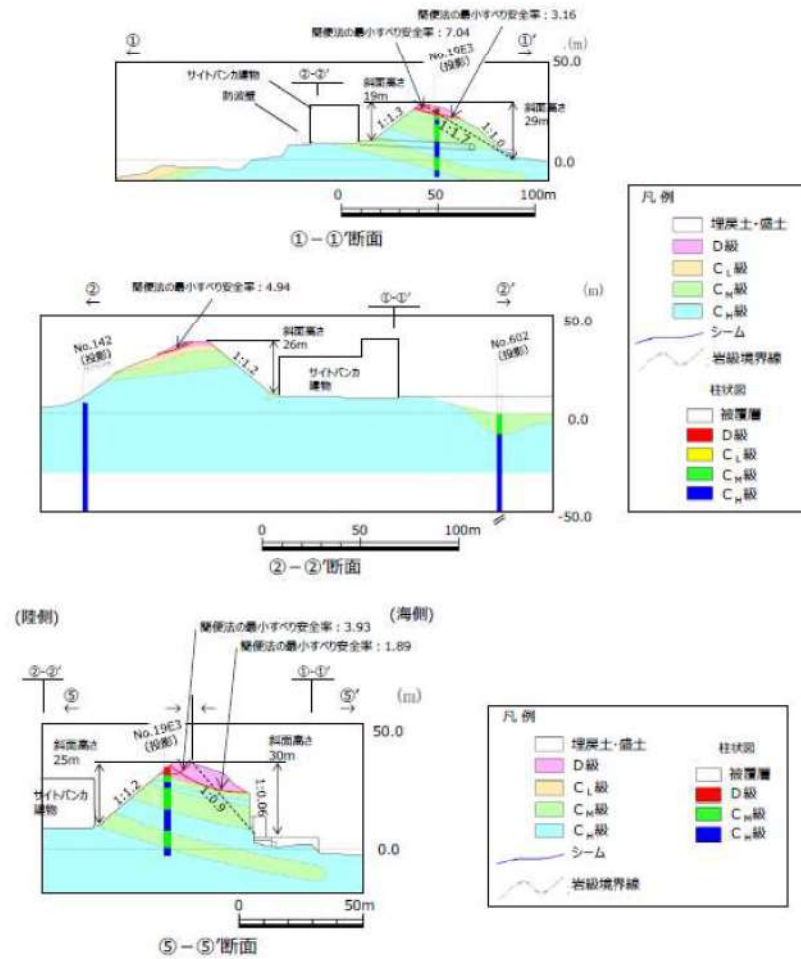 簡便法の最小すべり安全率：3.16
簡便法の最小すべり安全率：7.04
①
No.19E3
(投影)
①′
(m)
50.0
サイトバンカ建物
②-②′
防波壁
斜面高さ
19m
1:1.3
1:1.7
1:1.0
斜面高さ
29m
0.0
0 50 100m
①-①′断面
凡 例
埋戻土・盛土
D級
CL級
CM級
CH級
シーム
岩級境界線
柱状図
被覆層
D級
CL級
CM級
CH級
②
簡便法の最小すべり安全率：4.94
①-①′
②′
(m)
50.0
No.142
(投影)
斜面高さ
26m
1:1.2
サイトバンカ
建物
No.602
(投影)
0.0
-50.0
0 50 100m
②-②′断面
(陸側)
(海側)
簡便法の最小すべり安全率：3.93
簡便法の最小すべり安全率：1.89
②-②′
①-①′
⑤
⑤′
(m)
50.0
No.19E3
(投影)
斜面高さ
25m
斜面高さ
30m
サイトバンカ
建物
1:1.2
1:0.9
1:0.06
0.0
0 50m
⑤-⑤′断面
凡 例
埋戻土・盛土
D級
CL級
CM級
CH級
シーム
岩級境界線
柱状図
被覆層
D級
CM級
CH級